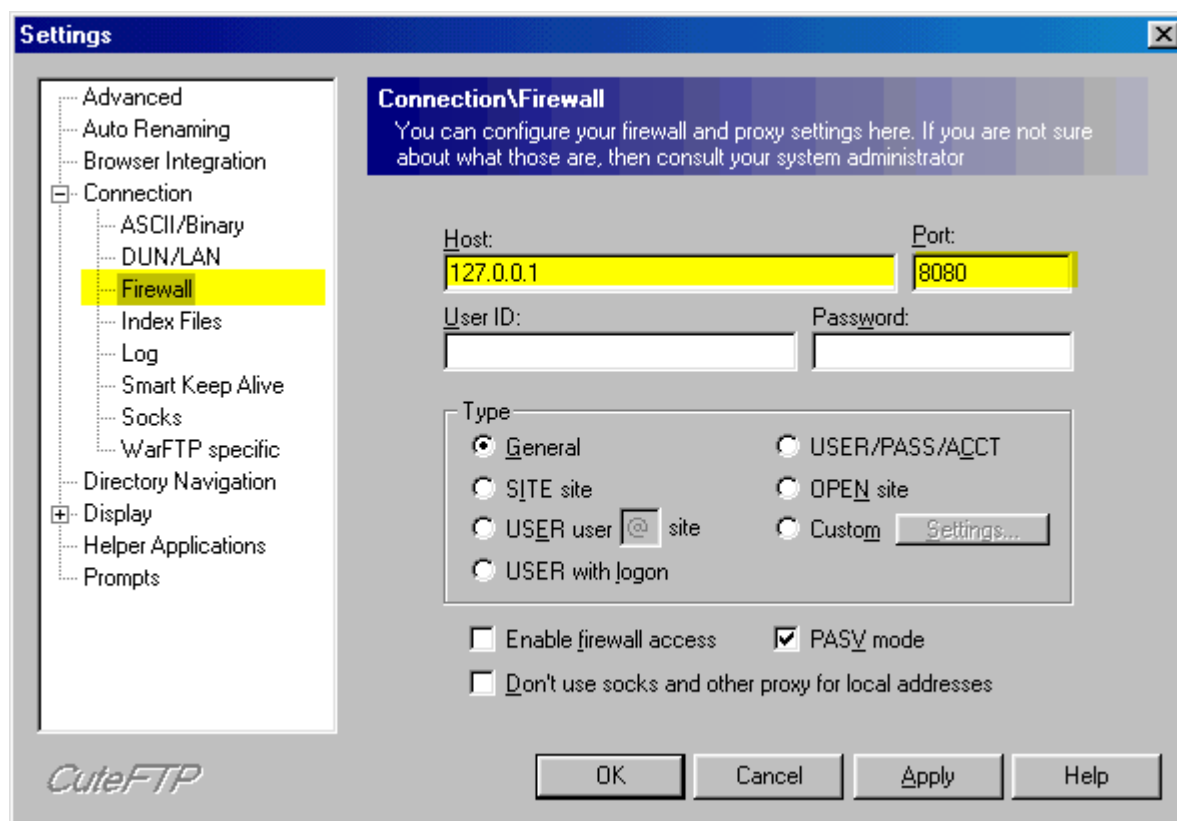 Settings
Advanced
Auto Renaming
Browser Integration
Connection
ASCII/Binary
DUN/LAN
Firewall
Index Files
Log
Smart Keep Alive
Socks
WarFTP specific
Directory Navigation
Display
Helper Applications
Prompts
CuteFTP
Connection\Firewall
You can configure your firewall and proxy settings here. If you are not sure
about what those are, then consult your system administrator
Host: Port:
127.0.0.1 8080
User ID: Password:
Type
General USER/PASS/ACCT
SITE site OPEN site
USER user @ site Custom Settings...
USER with logon
Enable firewall access PASV mode
Don't use socks and other proxy for local addresses
OK Cancel Apply Help